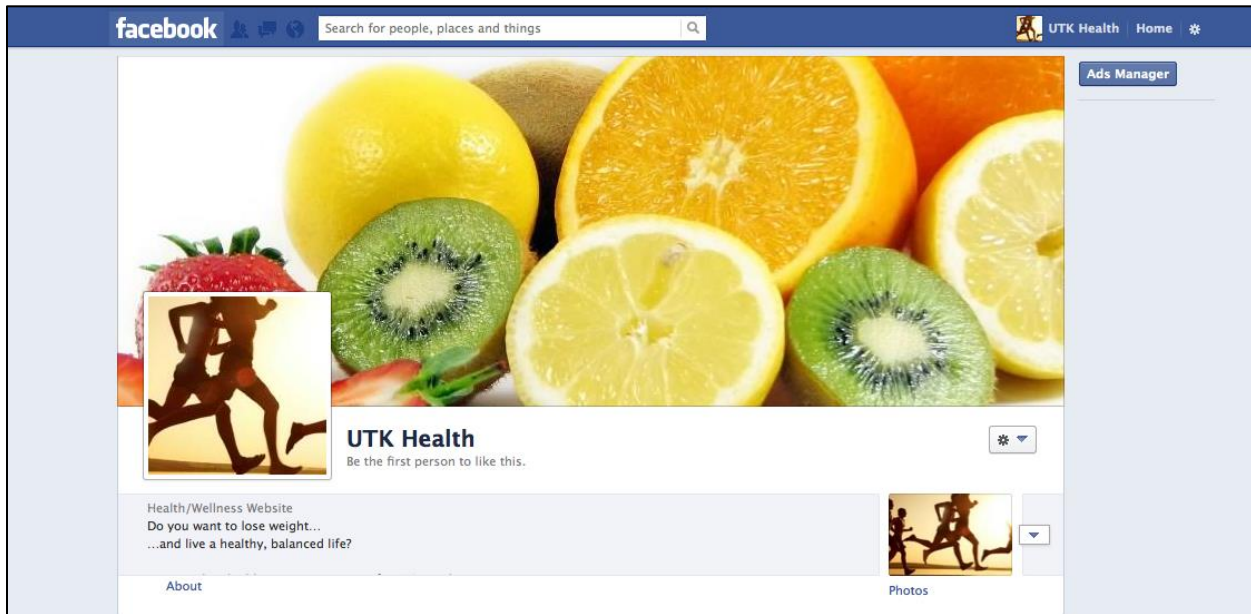 facebook
Search for people, places and things
UTK Health
Home
Ads Manager
UTK Health
Be the first person to like this.
Health/Wellness Website
Do you want to lose weight...
...and live a healthy, balanced life?
About
Photos